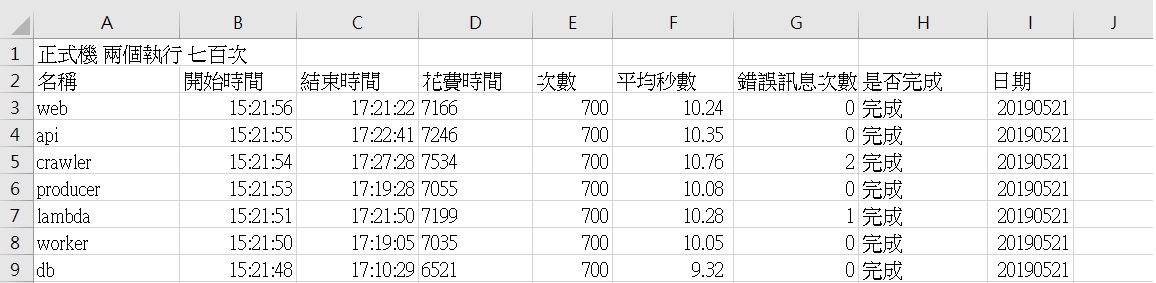 A B C D E F G H I J
1 正式機 兩個執行 七百次
2 名稱 開始時間 結束時間 花費時間 次數 平均秒數 錯誤訊息次數 是否完成 日期
3 web 15:21:56 17:21:22 7166 700 10.24 0 完成 20190521
4 api 15:21:55 17:22:41 7246 700 10.35 0 完成 20190521
5 crawler 15:21:54 17:27:28 7534 700 10.76 2 完成 20190521
6 producer 15:21:53 17:19:28 7055 700 10.08 0 完成 20190521
7 lambda 15:21:51 17:21:50 7199 700 10.28 1 完成 20190521
8 worker 15:21:50 17:19:05 7035 700 10.05 0 完成 20190521
9 db 15:21:48 17:10:29 6521 700 9.32 0 完成 20190521